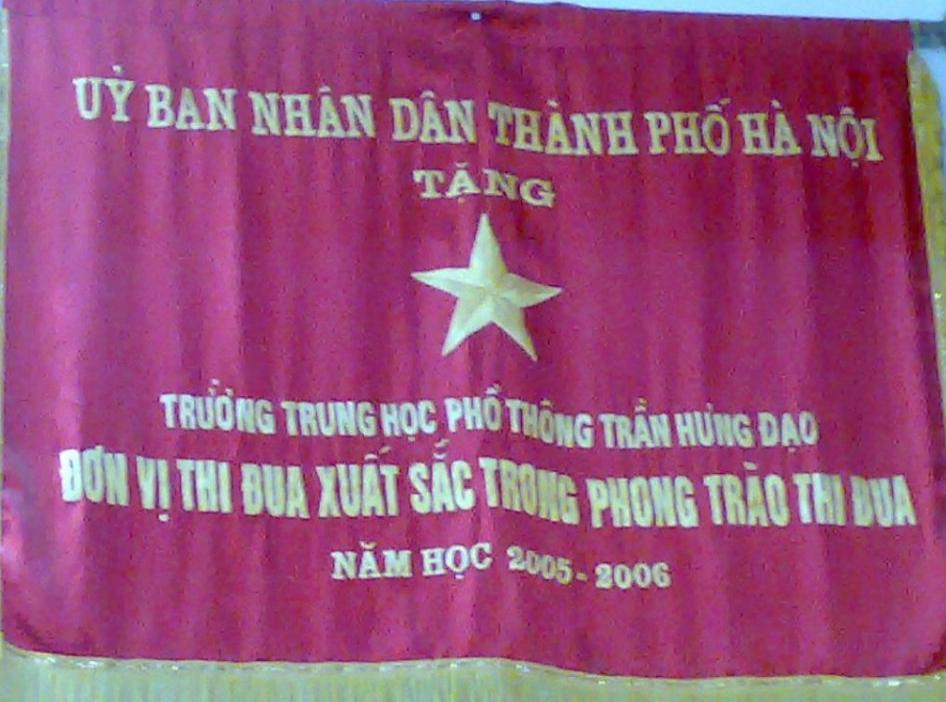 UỶ BAN NHÂN DÂN THÀNH PHỐ HÀ NỘI
TẶNG
TRƯỜNG TRUNG HỌC PHỔ THÔNG TRẦN HƯNG ĐẠO
ĐƠN VỊ THI ĐUA XUẤT SẮC TRONG PHONG TRÀO THI ĐUA
NĂM HỌC 2005 - 2006